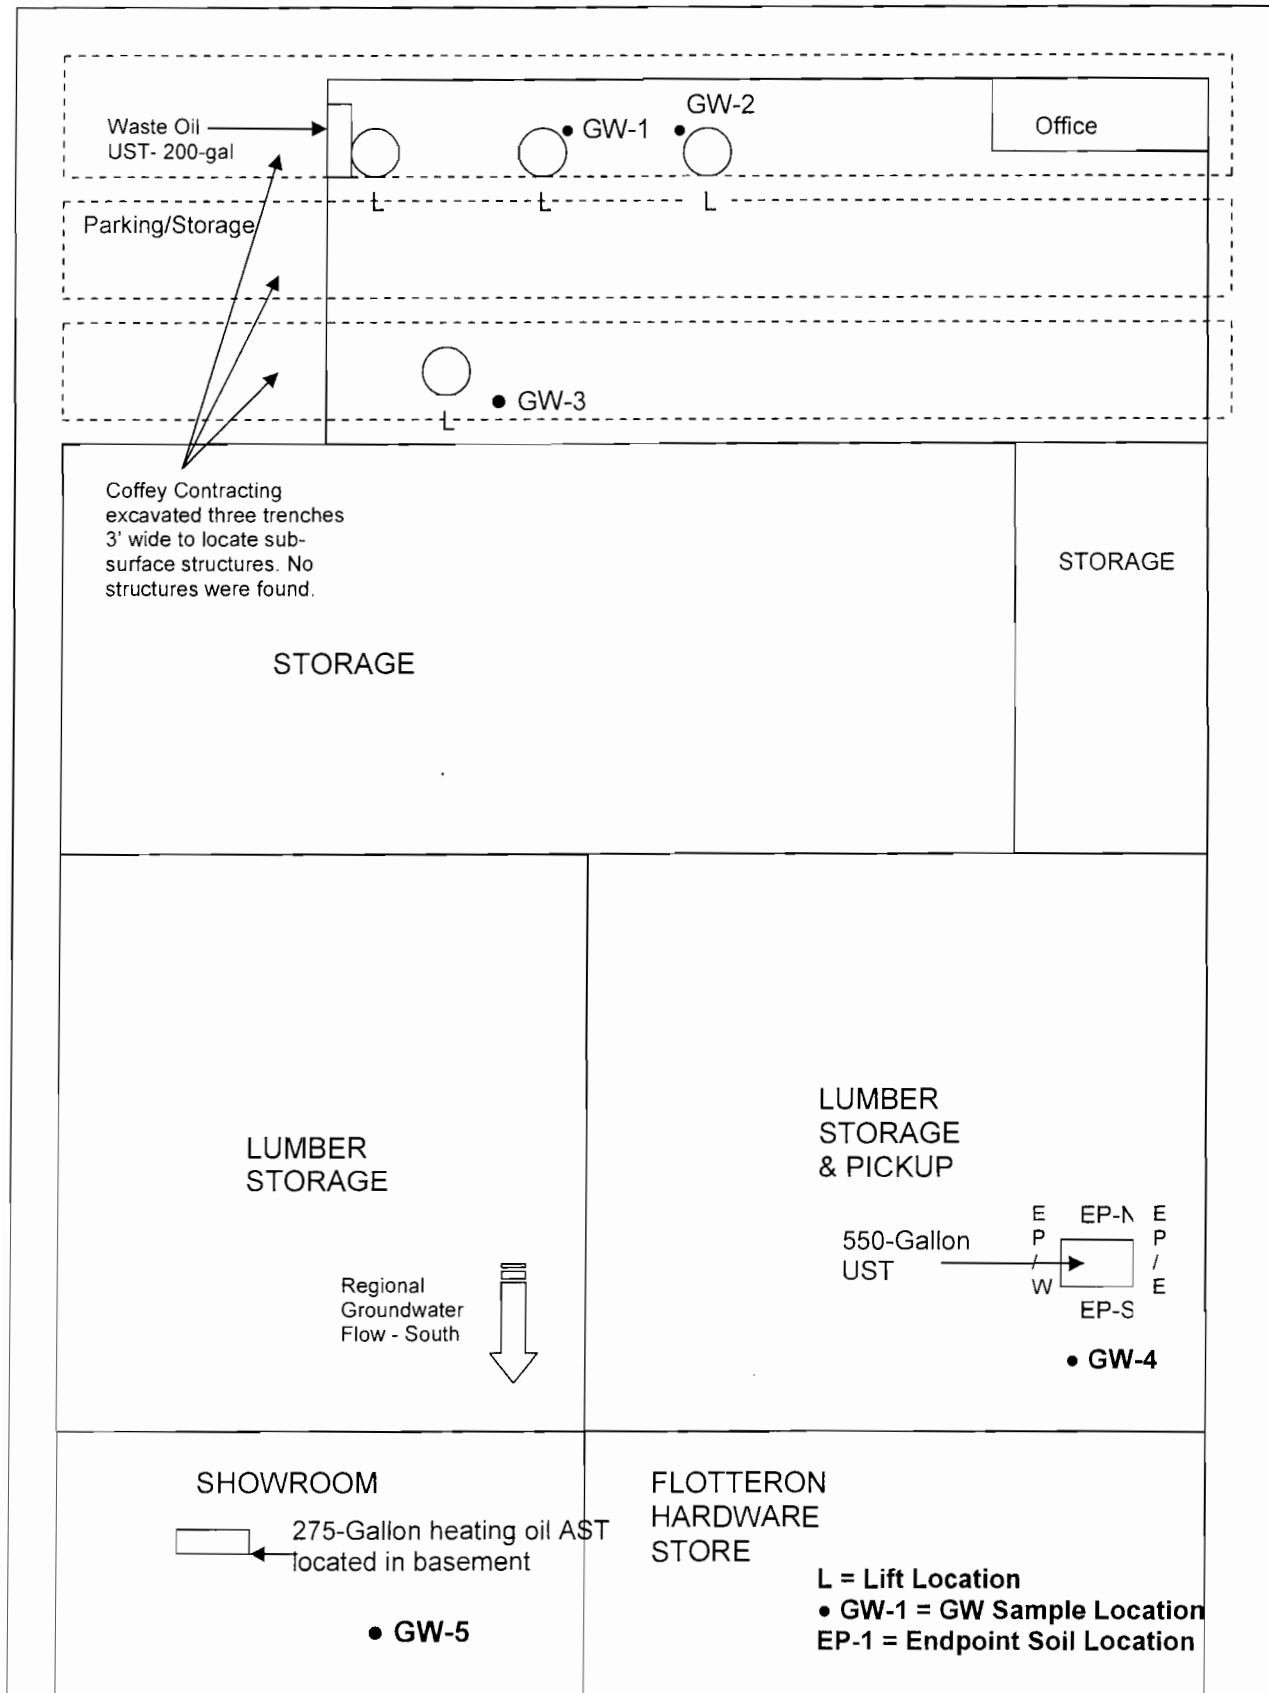 GW-2
Waste Oil
UST- 200-gal
GW-1
Office
L
L
L
Parking/Storage
GW-3
L
Coffey Contracting
excavated three trenches
3' wide to locate sub-
surface structures. No
structures were found.
STORAGE
STORAGE
LUMBER
STORAGE
LUMBER
STORAGE
& PICKUP
550-Gallon
UST
E
P
/
W
EP-N
E
P
/
E
EP-S
GW-4
Regional
Groundwater
Flow - South
SHOWROOM
275-Gallon heating oil AST
located in basement
GW-5
FLOTTERON
HARDWARE
STORE
L = Lift Location
• GW-1 = GW Sample Location
EP-1 = Endpoint Soil Location